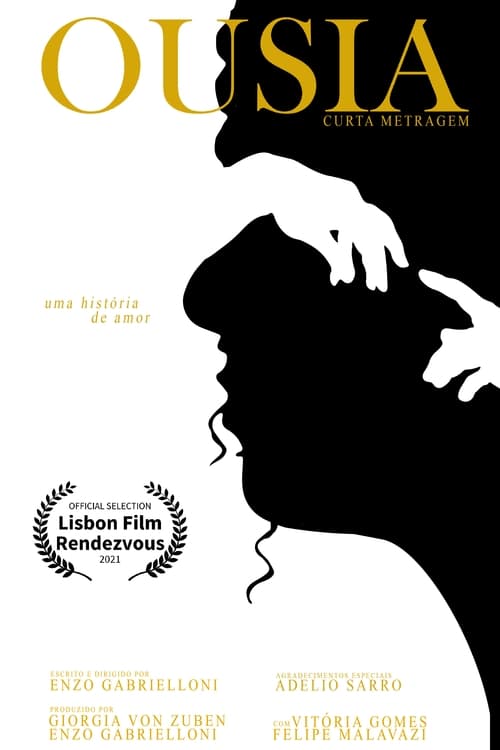 OUSIA
CURTA METRAGEM
uma história
de amor
OFFICIAL SELECTION
Lisbon Film
Rendezvous
2021
ESCRITO E DIRIGIDO POR
ENZO GABRIELLONI
AGRADECIMENTOS ESPECIAIS
ADELIO SARRO
PRODUZIDO POR
GIORGIA VON ZUBEN
ENZO GABRIELLONI
COM VITÓRIA GOMES
FELIPE MALAVAZI